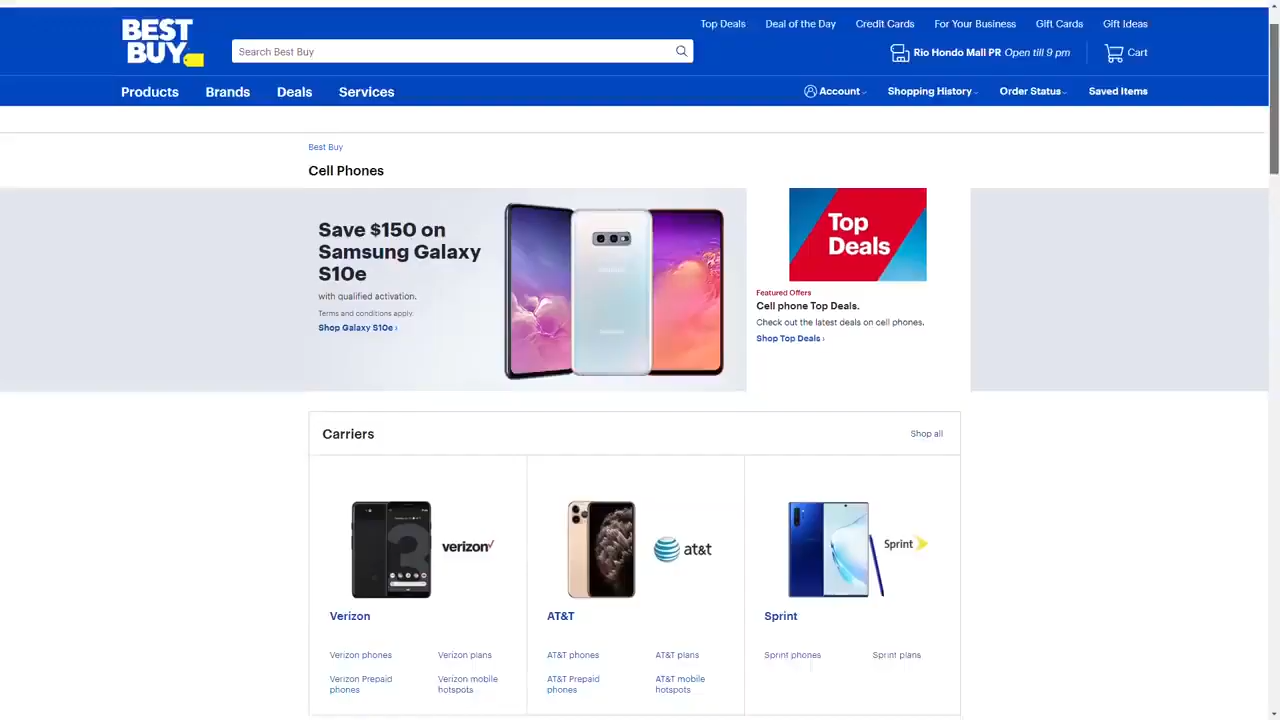 Top Deals Deal of the Day Credit Cards For Your Business Gift Cards Gift Ideas
BEST
BUY
Search Best Buy
Rio Hondo Mall PR Open till 9 pm
Cart
Products Brands Deals Services
Account Shopping History Order Status Saved Items
Best Buy
Cell Phones
Save $150 on
Samsung Galaxy
S10e
with qualified activation.
Terms and conditions apply.
Shop Galaxy S10e ›
Top
Deals
Featured Offers
Cell phone Top Deals.
Check out the latest deals on cell phones.
Shop Top Deals ›
Carriers
Shop all
verizon
at&t
Sprint
Verizon
AT&T
Sprint
Verizon phones
Verizon plans
AT&T phones
AT&T plans
Sprint phones
Sprint plans
Verizon Prepaid
phones
Verizon mobile
hotspots
AT&T Prepaid
phones
AT&T mobile
hotspots